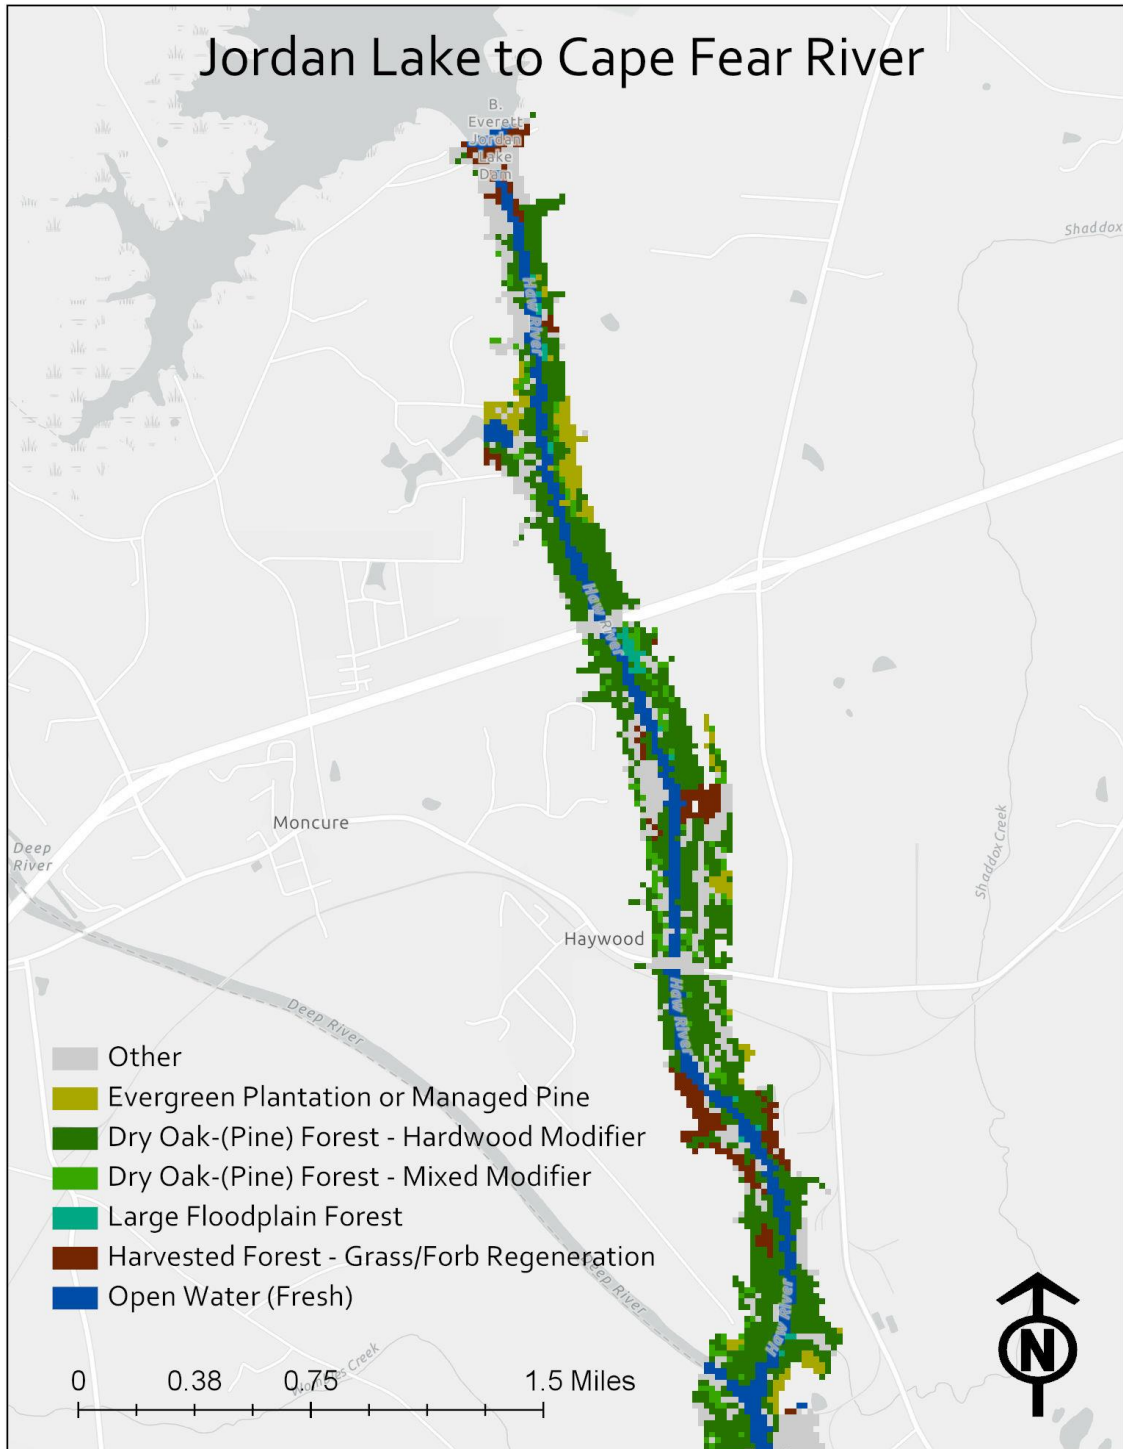 Jordan Lake to Cape Fear River
B.
Everett
Jordan
Lake
Dam
Shaddox
Haw River
Haw River
Moncure
Deep
River
Shaddox Creek
Haywood
Haw River
Deep River
Other
Evergreen Plantation or Managed Pine
Dry Oak-(Pine) Forest - Hardwood Modifier
Dry Oak-(Pine) Forest - Mixed Modifier
Large Floodplain Forest
Harvested Forest - Grass/Forb Regeneration
Open Water (Fresh)
Deep River
Haw River
Creek
0 0.38 0.75 1.5 Miles
N